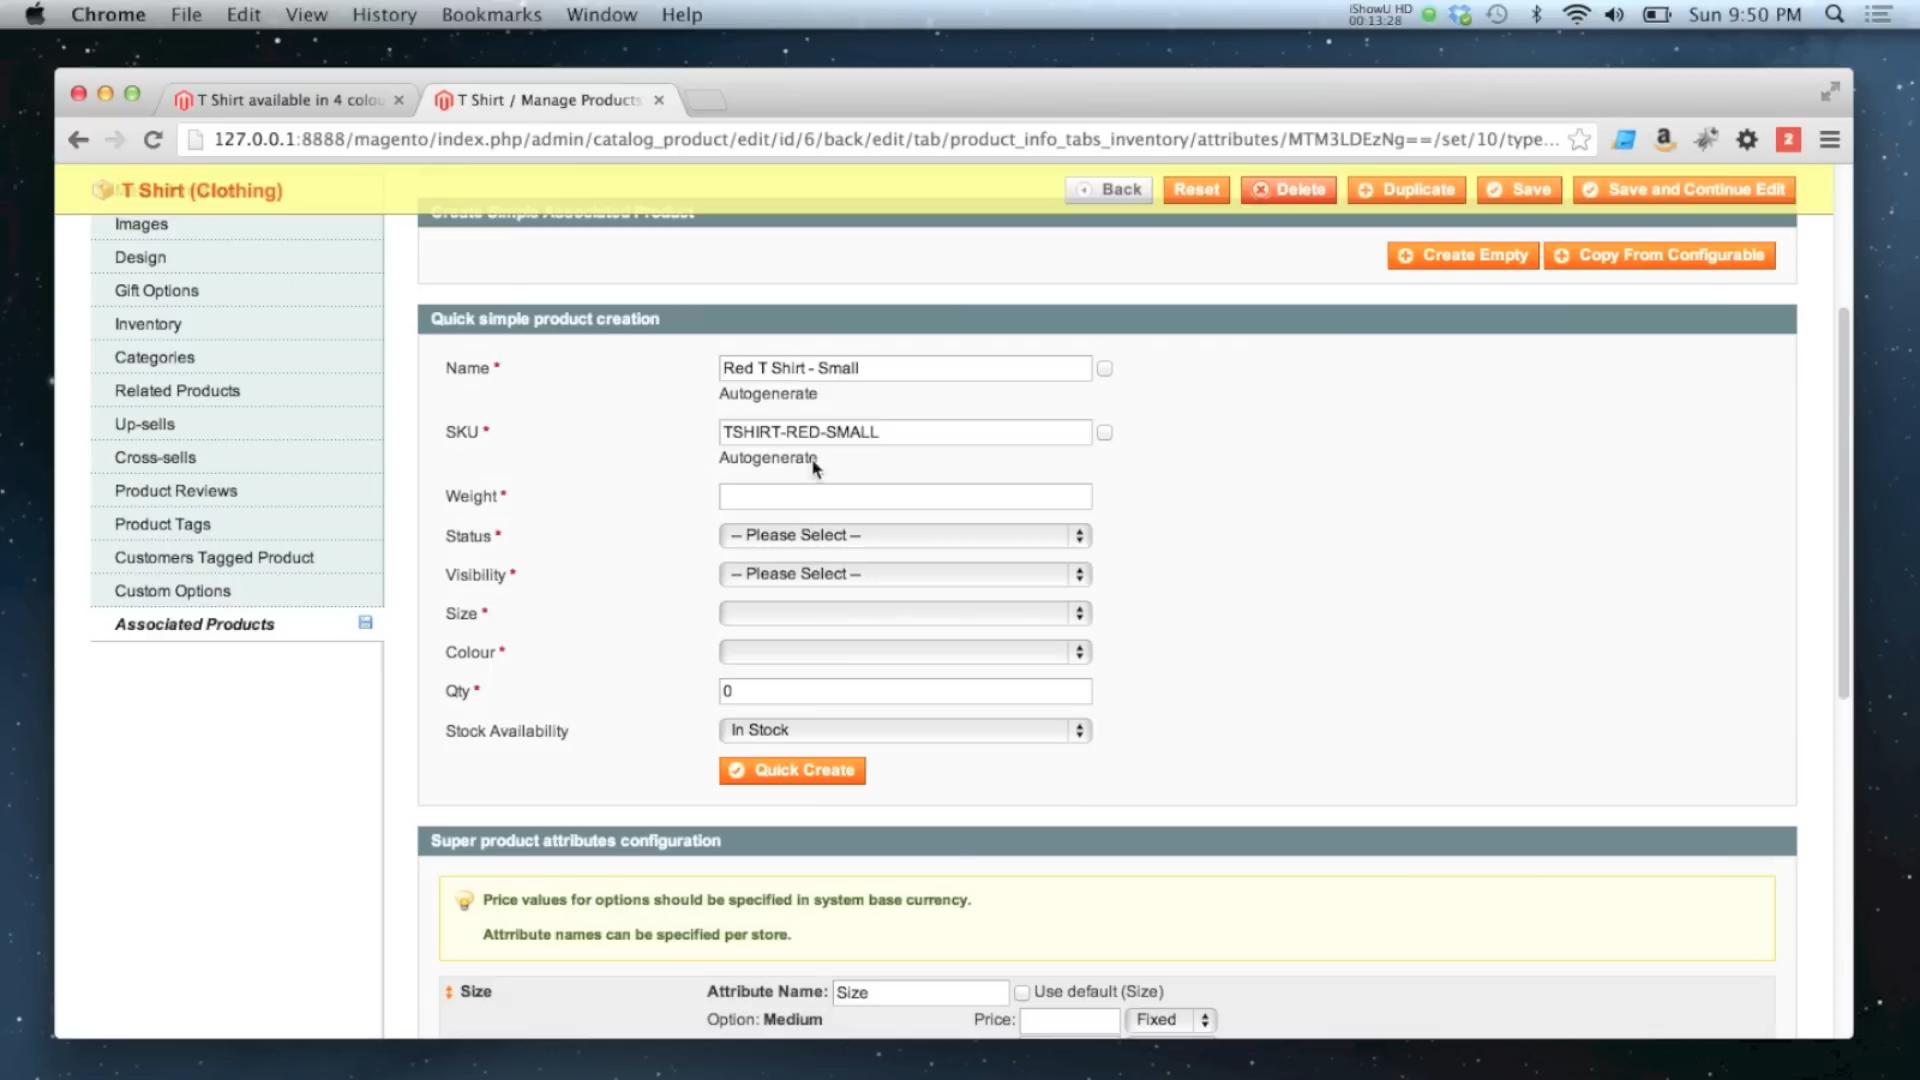 Chrome File Edit View History Bookmarks Window Help
iShowU HD
00:13:28
Sun 9:50 PM
T Shirt available in 4 colou
T Shirt / Manage Products
127.0.0.1:8888/magento/index.php/admin/catalog_product/edit/id/6/back/edit/tab/product_info_tabs_inventory/attributes/MTM3LDEzNg==/set/10/type...
2
T Shirt (Clothing)
Back Reset Delete Duplicate Save Save and Continue Edit
Create Simple Associated Product
Create Empty Copy From Configurable
Images
Design
Gift Options
Inventory
Categories
Related Products
Up-sells
Cross-sells
Product Reviews
Product Tags
Customers Tagged Product
Custom Options
Associated Products
Quick simple product creation
Name * Red T Shirt - Small
Autogenerate
SKU * TSHIRT-RED-SMALL
Autogenerate
Weight *
Status * -- Please Select --
Visibility * -- Please Select --
Size *
Colour *
Qty * 0
Stock Availability In Stock
Quick Create
Super product attributes configuration
Price values for options should be specified in system base currency.
Attrribute names can be specified per store.
Size Attribute Name: Size Use default (Size)
Option: Medium Price: Fixed